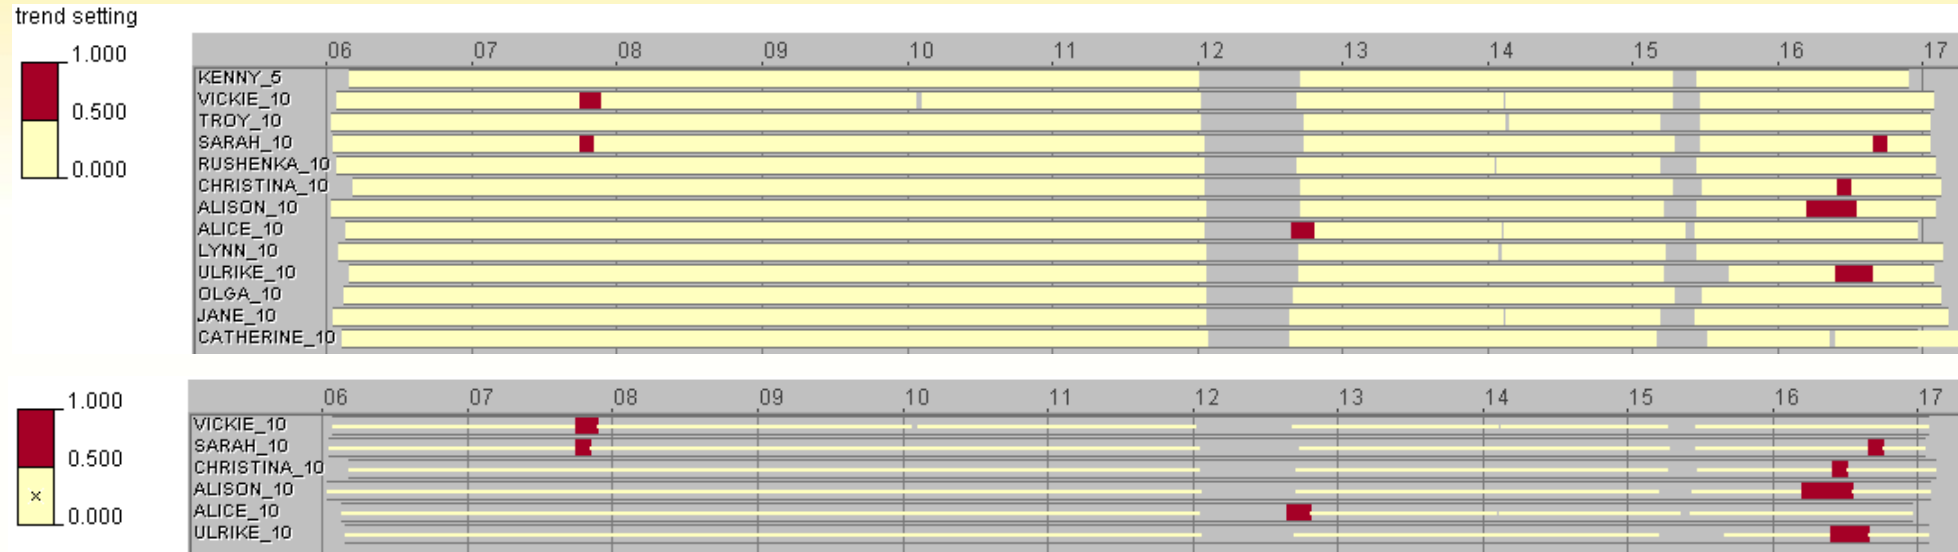 trend setting
1.000
0.500
0.000
06 07 08 09 10 11 12 13 14 15 16 17
KENNY_5
VICKIE_10
TROY_10
SARAH_10
RUSHENKA_10
CHRISTINA_10
ALISON_10
ALICE_10
LYNN_10
ULRIKE_10
OLGA_10
JANE_10
CATHERINE_10
1.000
0.500
× 
0.000
06 07 08 09 10 11 12 13 14 15 16 17
VICKIE_10
SARAH_10
CHRISTINA_10
ALISON_10
ALICE_10
ULRIKE_10